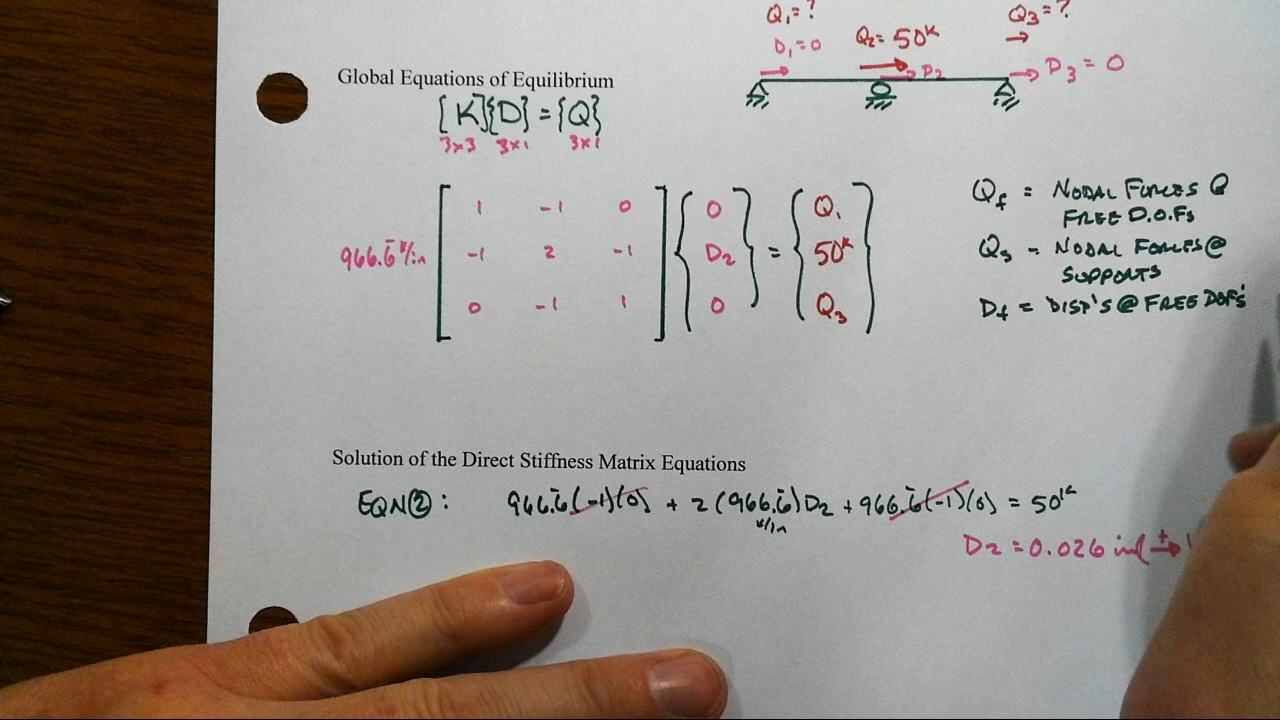 Q₁ = ?
Q₃ = ?
D₁ = 0
Q₂ = 50ᵏ
D₂
D₃ = 0
Global Equations of Equilibrium
[K]{D} = {Q}
3×3 3×1 3×1
966.6̄ ᵏ/in
1 -1 0
-1 2 -1
0 -1 1
0
D₂
0
=
Q₁
50ᵏ
Q₃
Q_f = NODAL FORCES @
FREE D.O.Fs
Q_s = NODAL FORCES @
SUPPORTS
D_f = DISP'S @ FREE DOFs'
Solution of the Direct Stiffness Matrix Equations
EQN②: 966.6̄(-1)(0) + 2(966.6̄)D₂ + 966.6̄(-1)(0) = 50ᵏ
ᵏ/in
D₂ = 0.026 in(+→